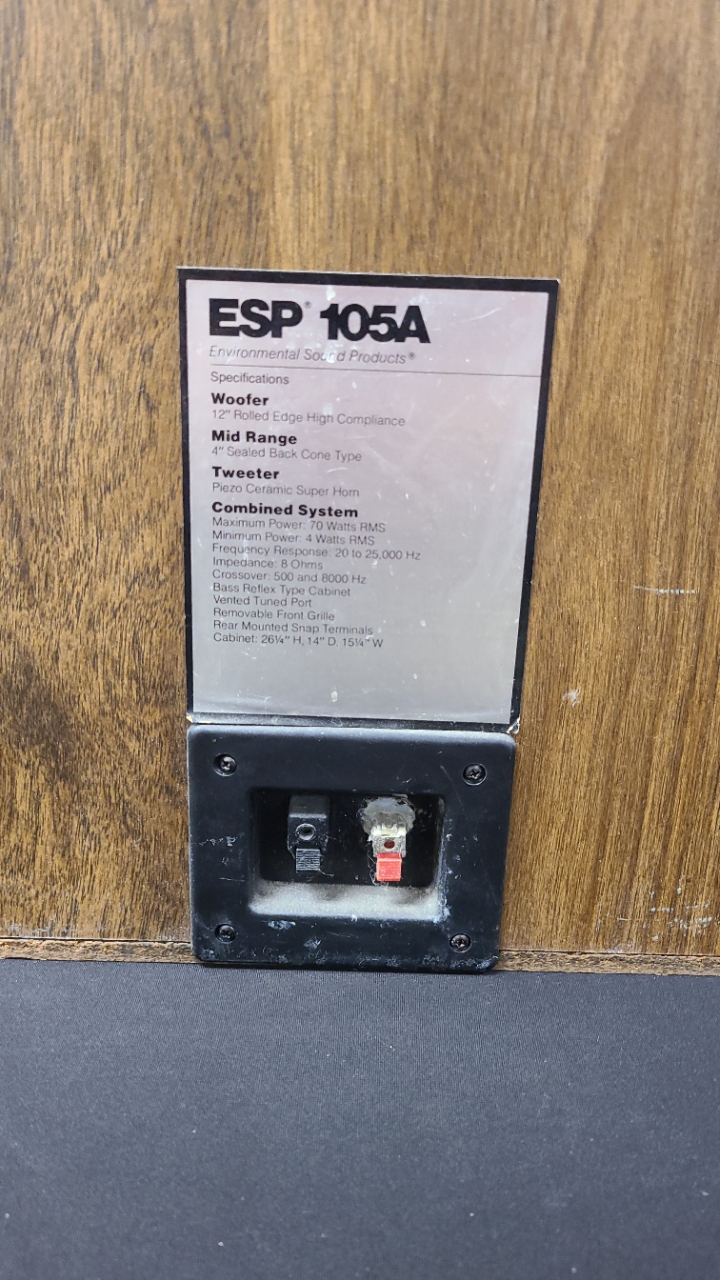 ESP® 105A
Environmental Sound Products®
Specifications
Woofer
12" Rolled Edge High Compliance
Mid Range
4" Sealed Back Cone Type
Tweeter
Piezo Ceramic Super Horn
Combined System
Maximum Power: 70 Watts RMS
Minimum Power: 4 Watts RMS
Frequency Response: 20 to 25,000 Hz
Impedance: 8 Ohms
Crossover: 500 and 8000 Hz
Bass Reflex Type Cabinet
Vented Tuned Port
Removable Front Grille
Rear Mounted Snap Terminals
Cabinet: 26¼" H, 14" D, 15¼" W